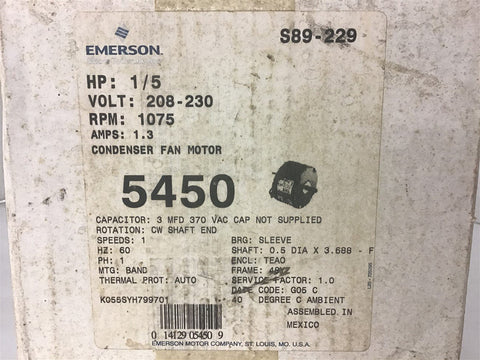 EMERSON.
S89-229
HP: 1/5
VOLT: 208-230
RPM: 1075
AMPS: 1.3
CONDENSER FAN MOTOR
5450
CAPACITOR: 3 MFD 370 VAC CAP NOT SUPPLIED
ROTATION: CW SHAFT END
SPEEDS: 1 BRG: SLEEVE
HZ: 60 SHAFT: 0.5 DIA X 3.688 - F
PH: 1 ENCL: TEAO
MTG: BAND FRAME: 48YZ
THERMAL PROT: AUTO SERVICE FACTOR: 1.0
DATE CODE: G05 C
K055SYH799701 40 DEGREE C AMBIENT
ASSEMBLED IN
MEXICO
0 14129 05450 9
EMERSON MOTOR COMPANY, ST. LOUIS, MO. U.S.A.